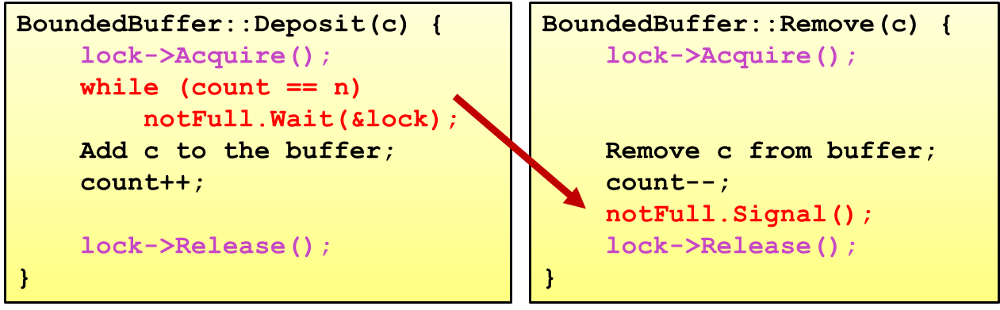 BoundedBuffer::Deposit(c) {
    lock->Acquire();
    while (count == n)
        notFull.Wait(&lock);
    Add c to the buffer;
    count++;
    lock->Release();
}
BoundedBuffer::Remove(c) {
    lock->Acquire();
    Remove c from buffer;
    count--;
    notFull.Signal();
    lock->Release();
}